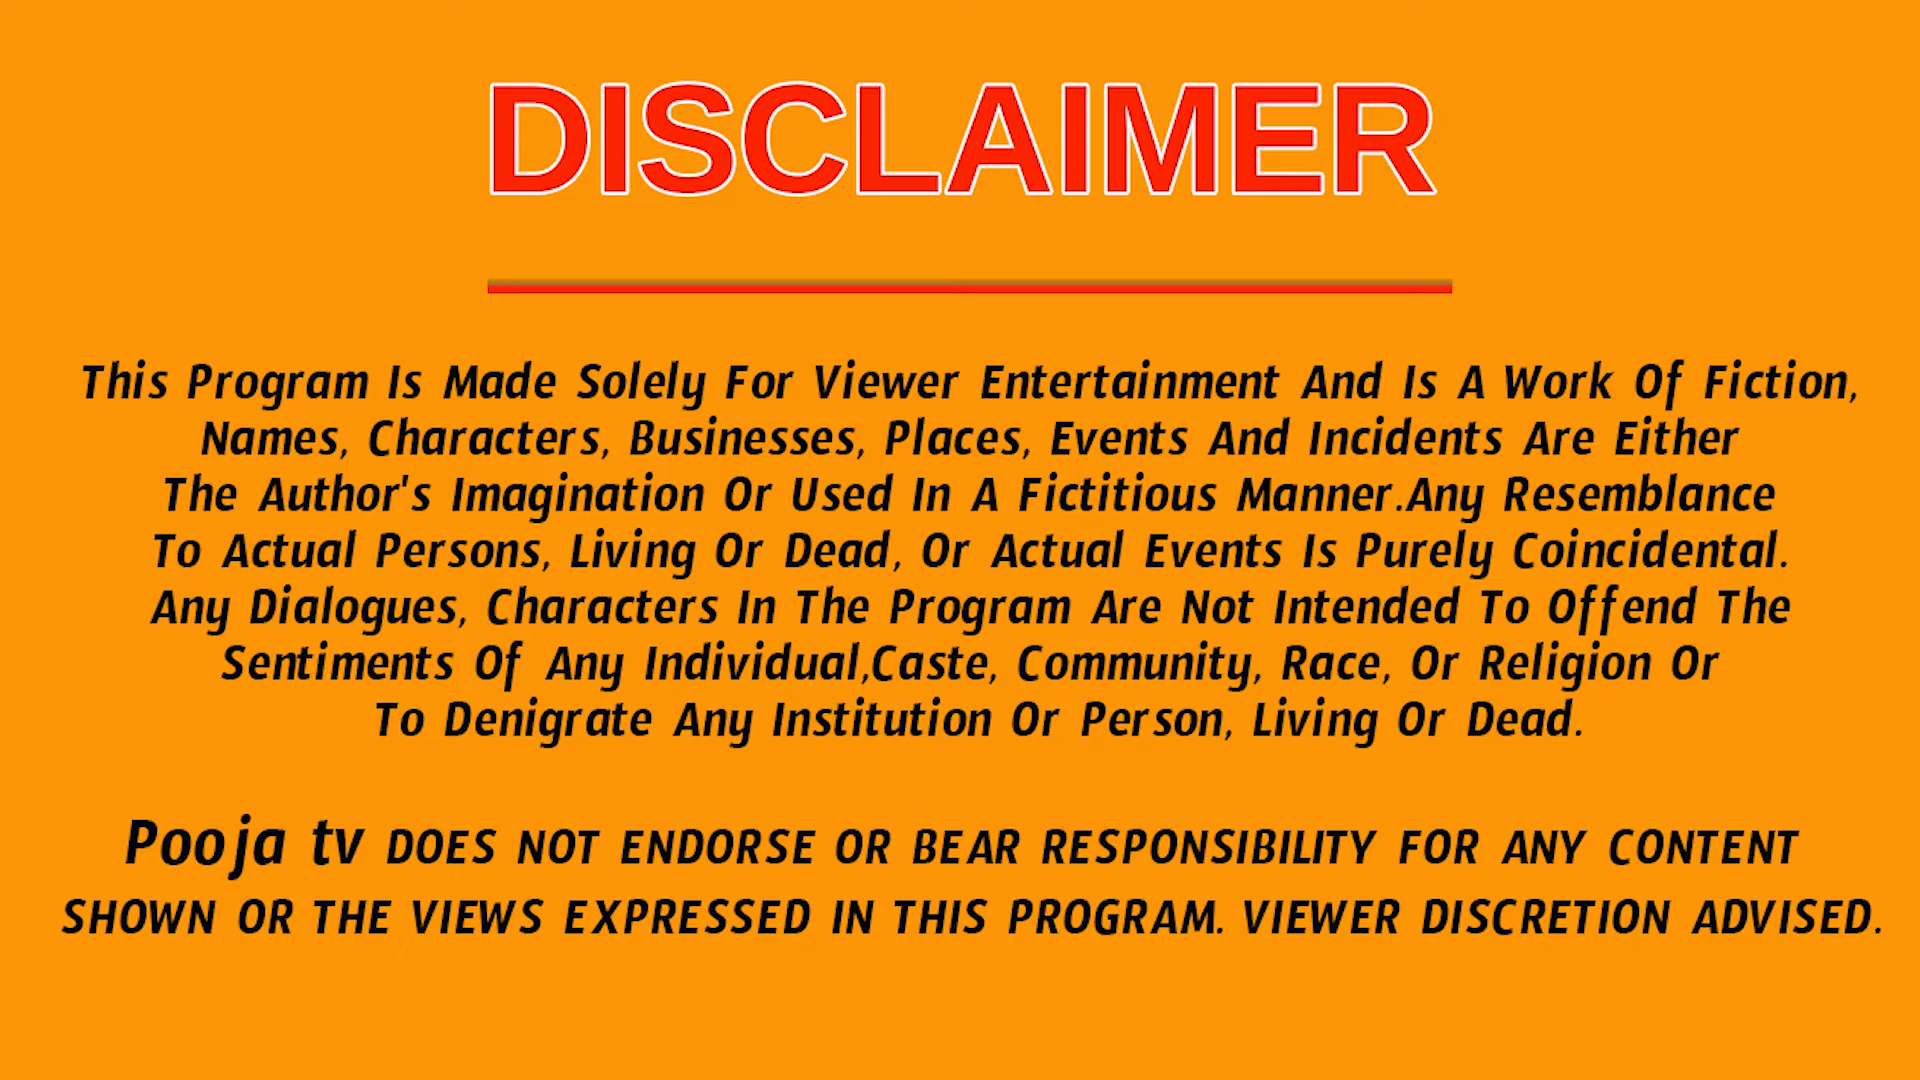 DISCLAIMER
This Program Is Made Solely For Viewer Entertainment And Is A Work Of Fiction,
Names, Characters, Businesses, Places, Events And Incidents Are Either
The Author's Imagination Or Used In A Fictitious Manner.Any Resemblance
To Actual Persons, Living Or Dead, Or Actual Events Is Purely Coincidental.
Any Dialogues, Characters In The Program Are Not Intended To Offend The
Sentiments Of Any Individual,Caste, Community, Race, Or Religion Or
To Denigrate Any Institution Or Person, Living Or Dead.
Pooja tv DOES NOT ENDORSE OR BEAR RESPONSIBILITY FOR ANY CONTENT
SHOWN OR THE VIEWS EXPRESSED IN THIS PROGRAM. VIEWER DISCRETION ADVISED.